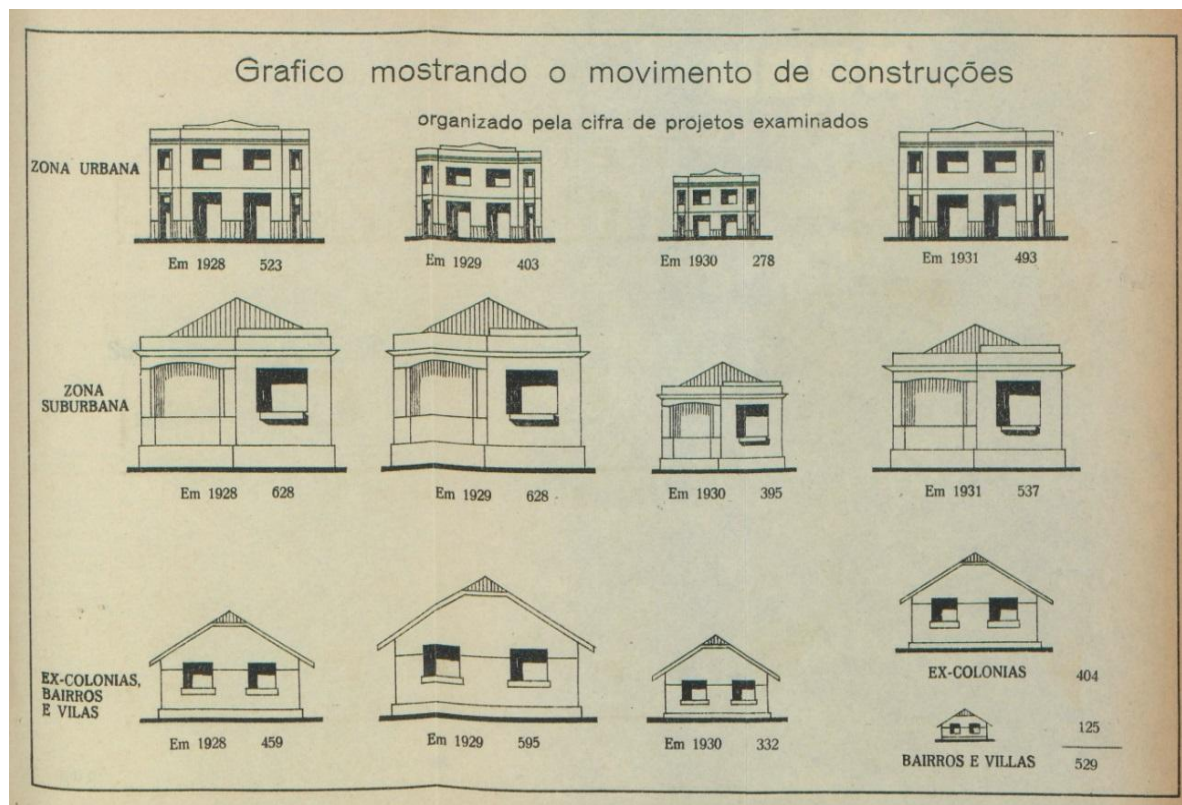 Grafico mostrando o movimento de construções
organizado pela cifra de projetos examinados
ZONA URBANA
Em 1928 523
Em 1929 403
Em 1930 278
Em 1931 493
ZONA
SUBURBANA
Em 1928 628
Em 1929 628
Em 1930 395
Em 1931 537
EX-COLONIAS,
BAIRROS
E VILAS
Em 1928 459
Em 1929 595
Em 1930 332
EX-COLONIAS 404
125
BAIRROS E VILLAS 529